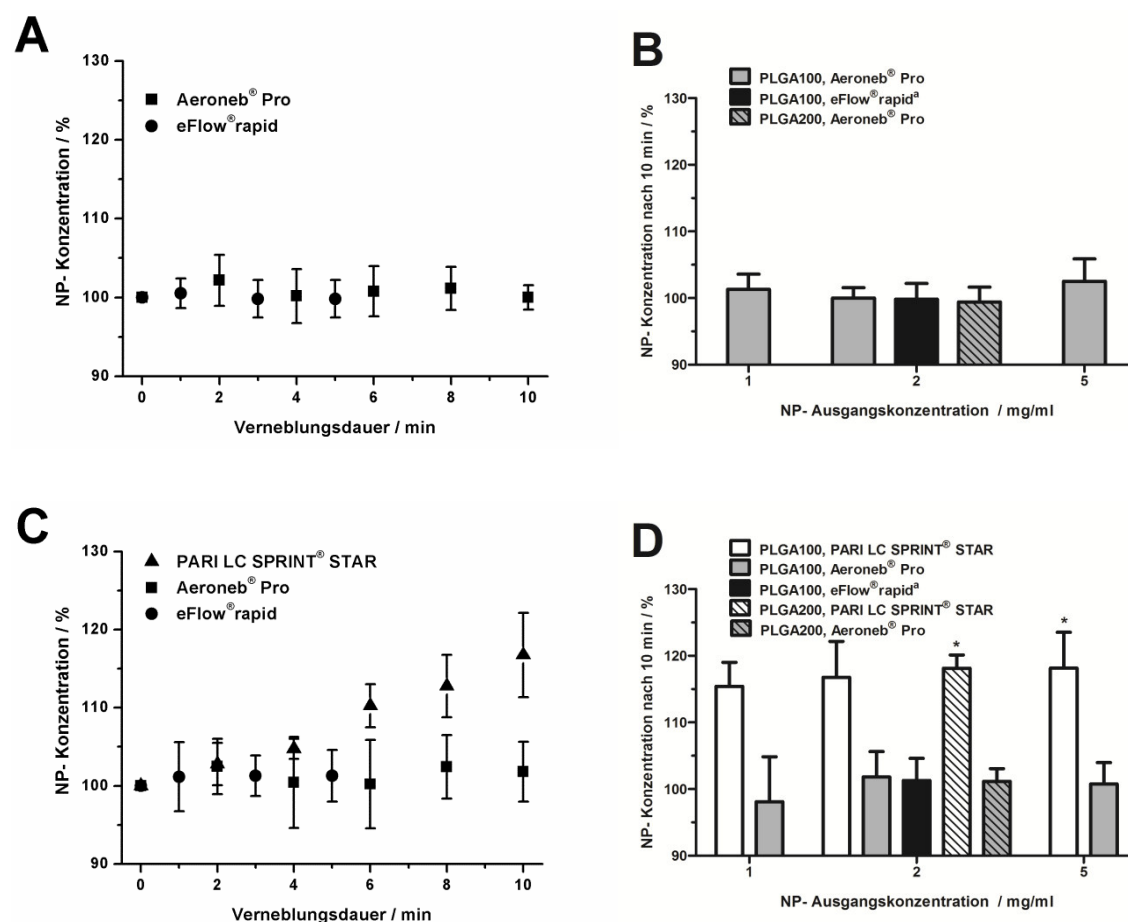 A
130
120
110
100
90
NP- Konzentration / %
Aeroneb® Pro
eFlow®rapid
0 2 4 6 8 10
Verneblungsdauer / min
B
PLGA100, Aeroneb® Pro
PLGA100, eFlow®rapidª
PLGA200, Aeroneb® Pro
130
120
110
100
90
NP- Konzentration nach 10 min / %
1 2 5
NP- Ausgangskonzentration / mg/ml
C
130
120
110
100
90
NP- Konzentration / %
PARI LC SPRINT® STAR
Aeroneb® Pro
eFlow®rapid
0 2 4 6 8 10
Verneblungsdauer / min
D
PLGA100, PARI LC SPRINT® STAR
PLGA100, Aeroneb® Pro
PLGA100, eFlow®rapidª
PLGA200, PARI LC SPRINT® STAR
PLGA200, Aeroneb® Pro
130
120
110
100
90
NP- Konzentration nach 10 min / %
* *
1 2 5
NP- Ausgangskonzentration / mg/ml